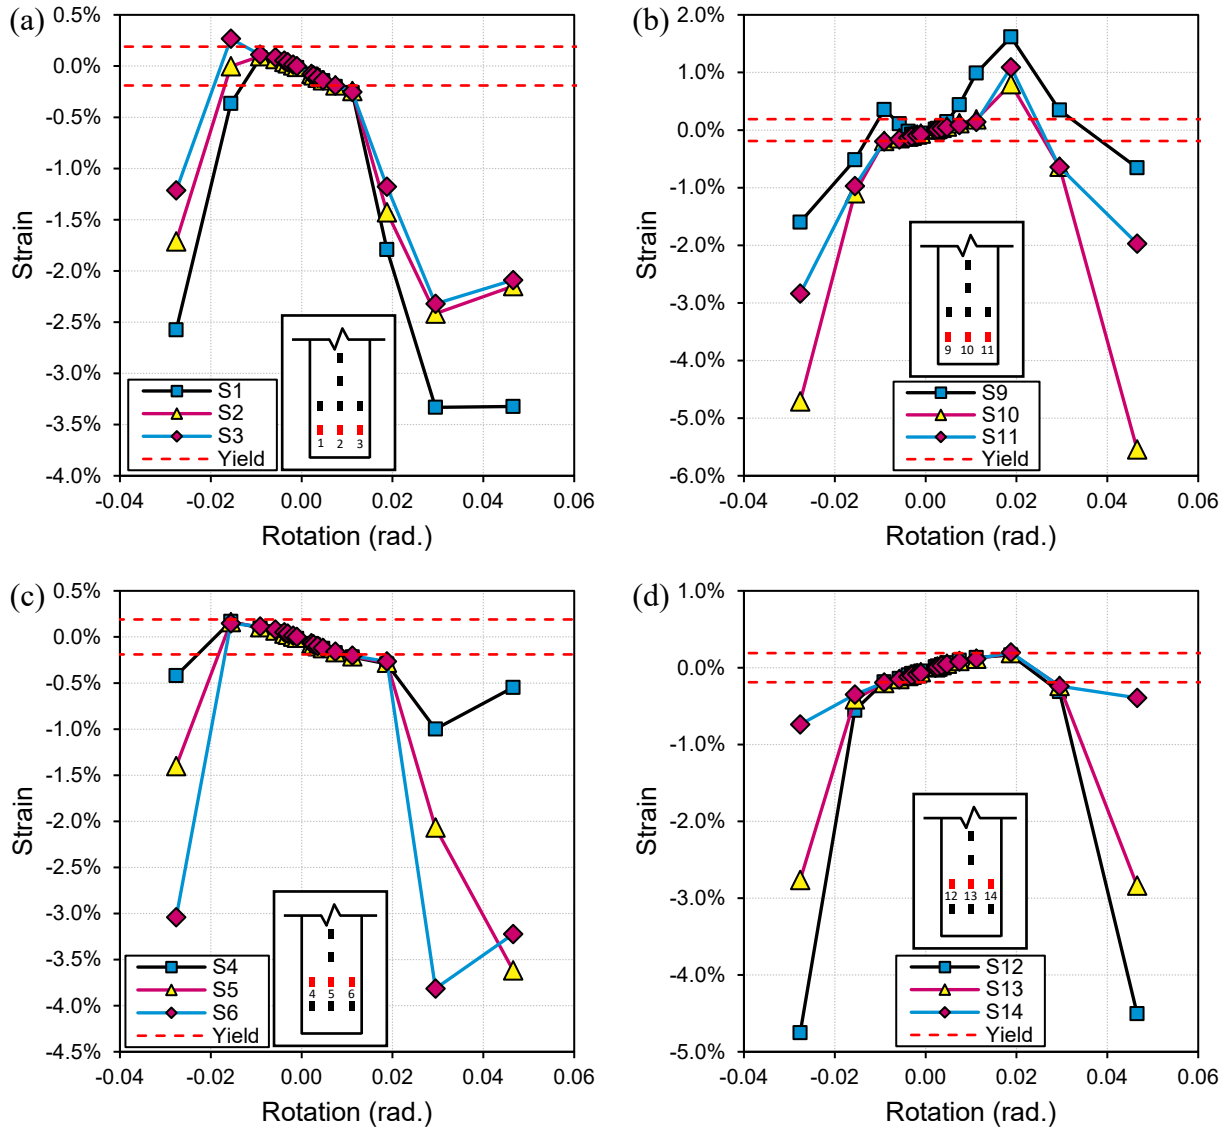 (a)
0.5%
0.0%
-0.5%
-1.0%
-1.5%
-2.0%
-2.5%
-3.0%
-3.5%
-4.0%
Strain
-0.04 -0.02 0.00 0.02 0.04 0.06
Rotation (rad.)
S1
S2
S3
Yield
1 2 3
(b)
2.0%
1.0%
0.0%
-1.0%
-2.0%
-3.0%
-4.0%
-5.0%
-6.0%
Strain
-0.04 -0.02 0.00 0.02 0.04 0.06
Rotation (rad.)
9 10 11
S9
S10
S11
Yield
(c)
0.5%
0.0%
-0.5%
-1.0%
-1.5%
-2.0%
-2.5%
-3.0%
-3.5%
-4.0%
-4.5%
Strain
-0.04 -0.02 0.00 0.02 0.04 0.06
Rotation (rad.)
S4
S5
S6
Yield
4 5 6
(d)
1.0%
0.0%
-1.0%
-2.0%
-3.0%
-4.0%
-5.0%
Strain
-0.04 -0.02 0.00 0.02 0.04 0.06
Rotation (rad.)
12 13 14
S12
S13
S14
Yield